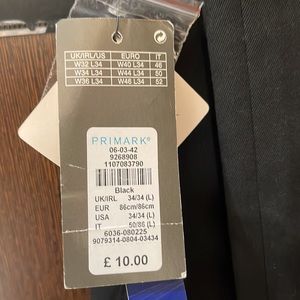 UK/IRL/US EURO IT
W32 L34 W40 L34 46
W34 L34 W44 L34 50
W36 L34 W46 L34 52
PRIMARK®
06-03-42
9268908
1107083790
Black
UK/IRL 34/34 (L)
EUR 86cm/86cm
USA 34/34 (L)
IT 50/86 (L)
6036-080225
9079314-0804-03434
£ 10.00